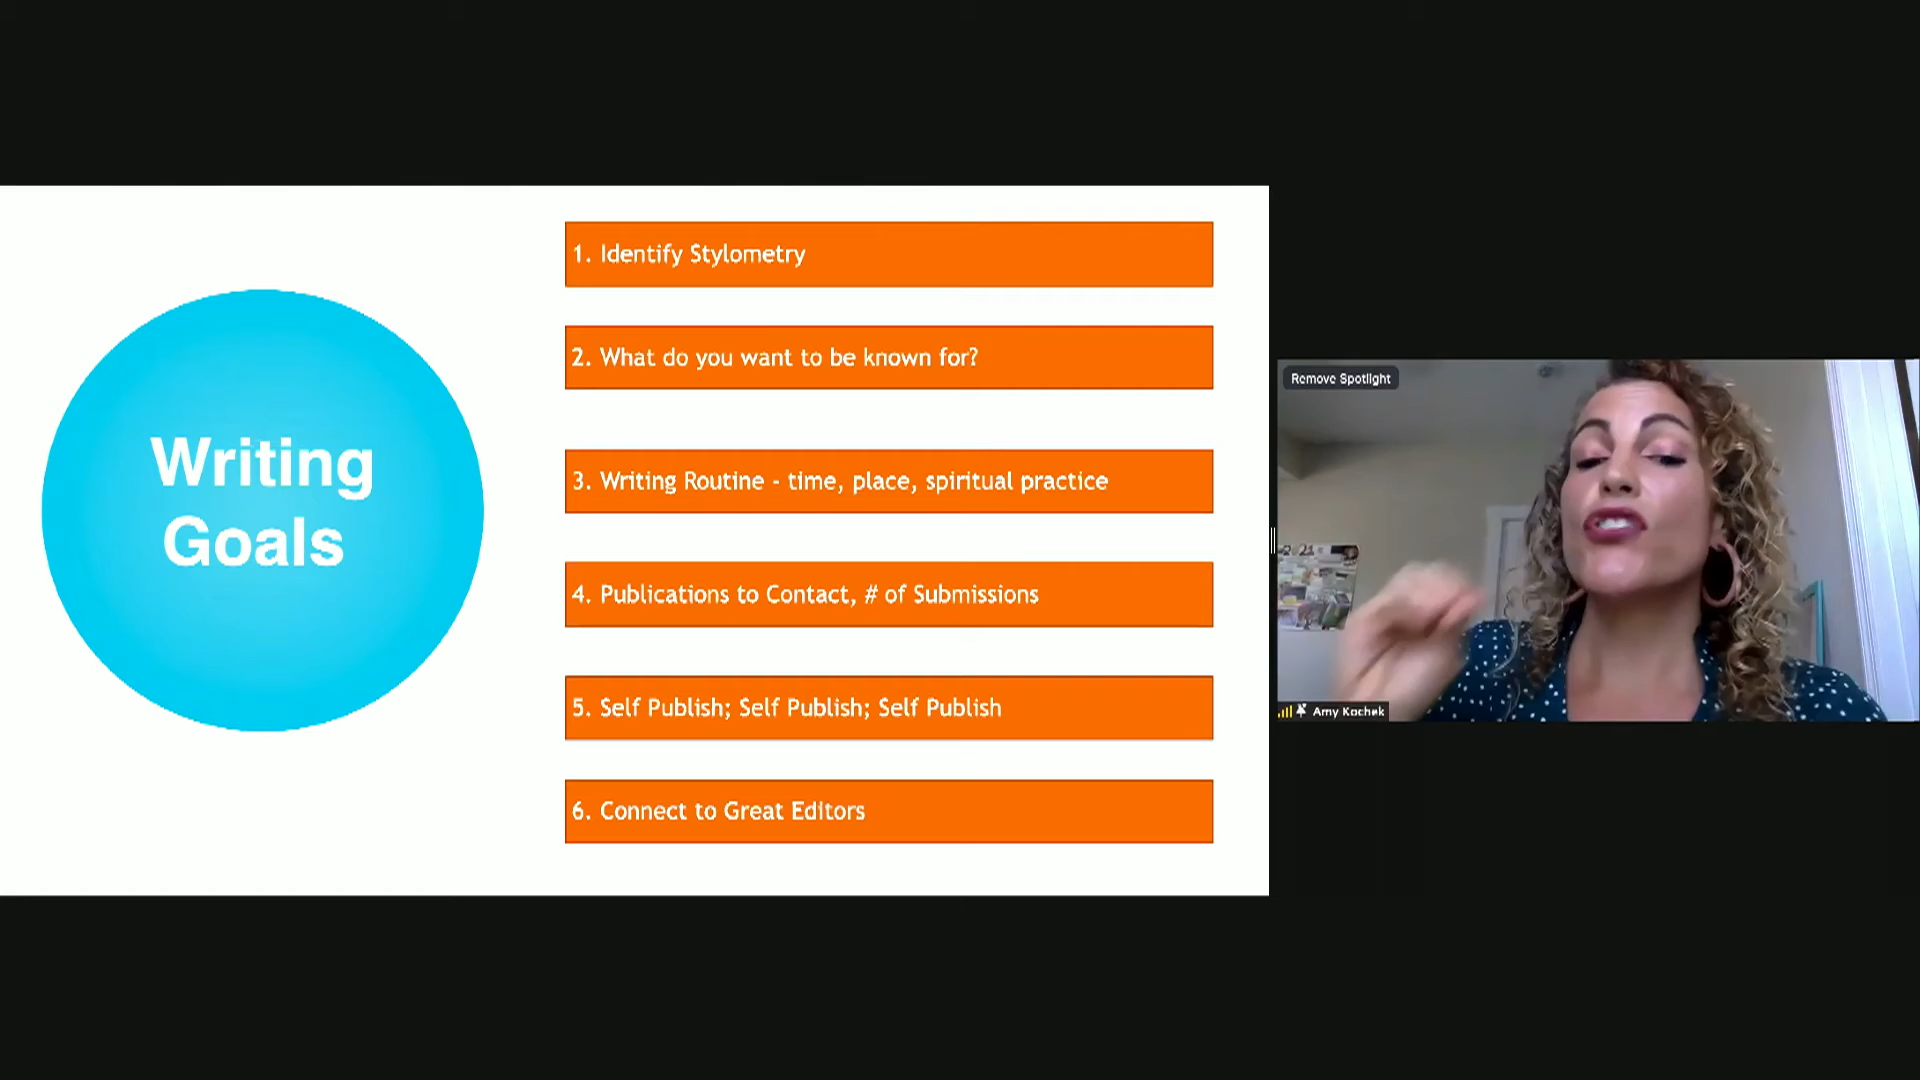 Writing
Goals
1. Identify Stylometry
2. What do you want to be known for?
3. Writing Routine - time, place, spiritual practice
4. Publications to Contact, # of Submissions
5. Self Publish; Self Publish; Self Publish
6. Connect to Great Editors
Remove Spotlight
Amy Kochek